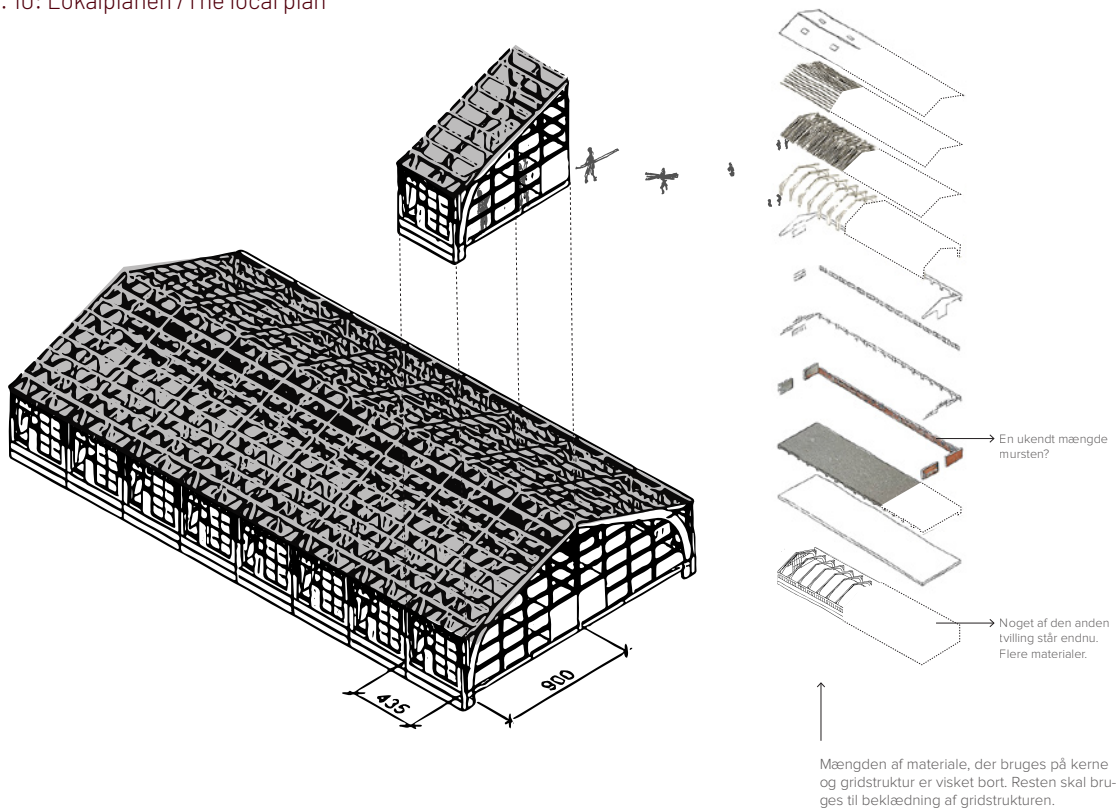 . 10: Lokalplanen / The local plan
435
900
En ukendt mængde
mursten?
Noget af den anden
tvilling står endnu.
Flere materialer.
Mængden af materiale, der bruges på kerne
og gridstruktur er visket bort. Resten skal bru-
ges til beklædning af gridstrukturen.